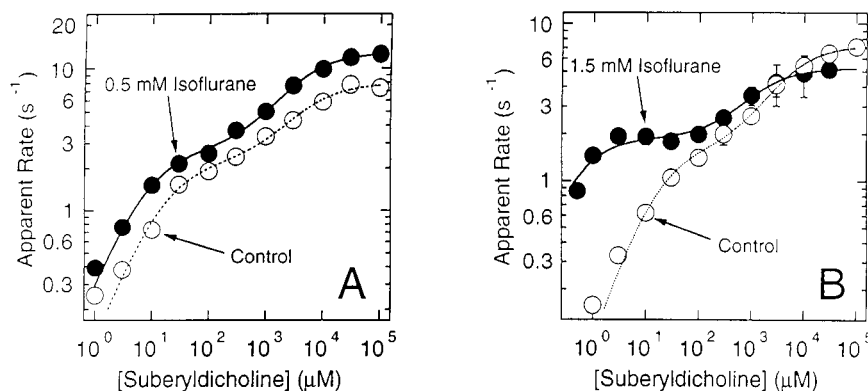 20
10
6
3
1
0.6
0.3
Apparent Rate (s⁻¹)
0.5 mM Isoflurane
Control
A
10⁰ 10¹ 10² 10³ 10⁴ 10⁵
[Suberyldicholine] (μM)
10
6
3
1
0.6
0.3
Apparent Rate (s⁻¹)
1.5 mM Isoflurane
Control
B
10⁰ 10¹ 10² 10³ 10⁴ 10⁵
[Suberyldicholine] (μM)